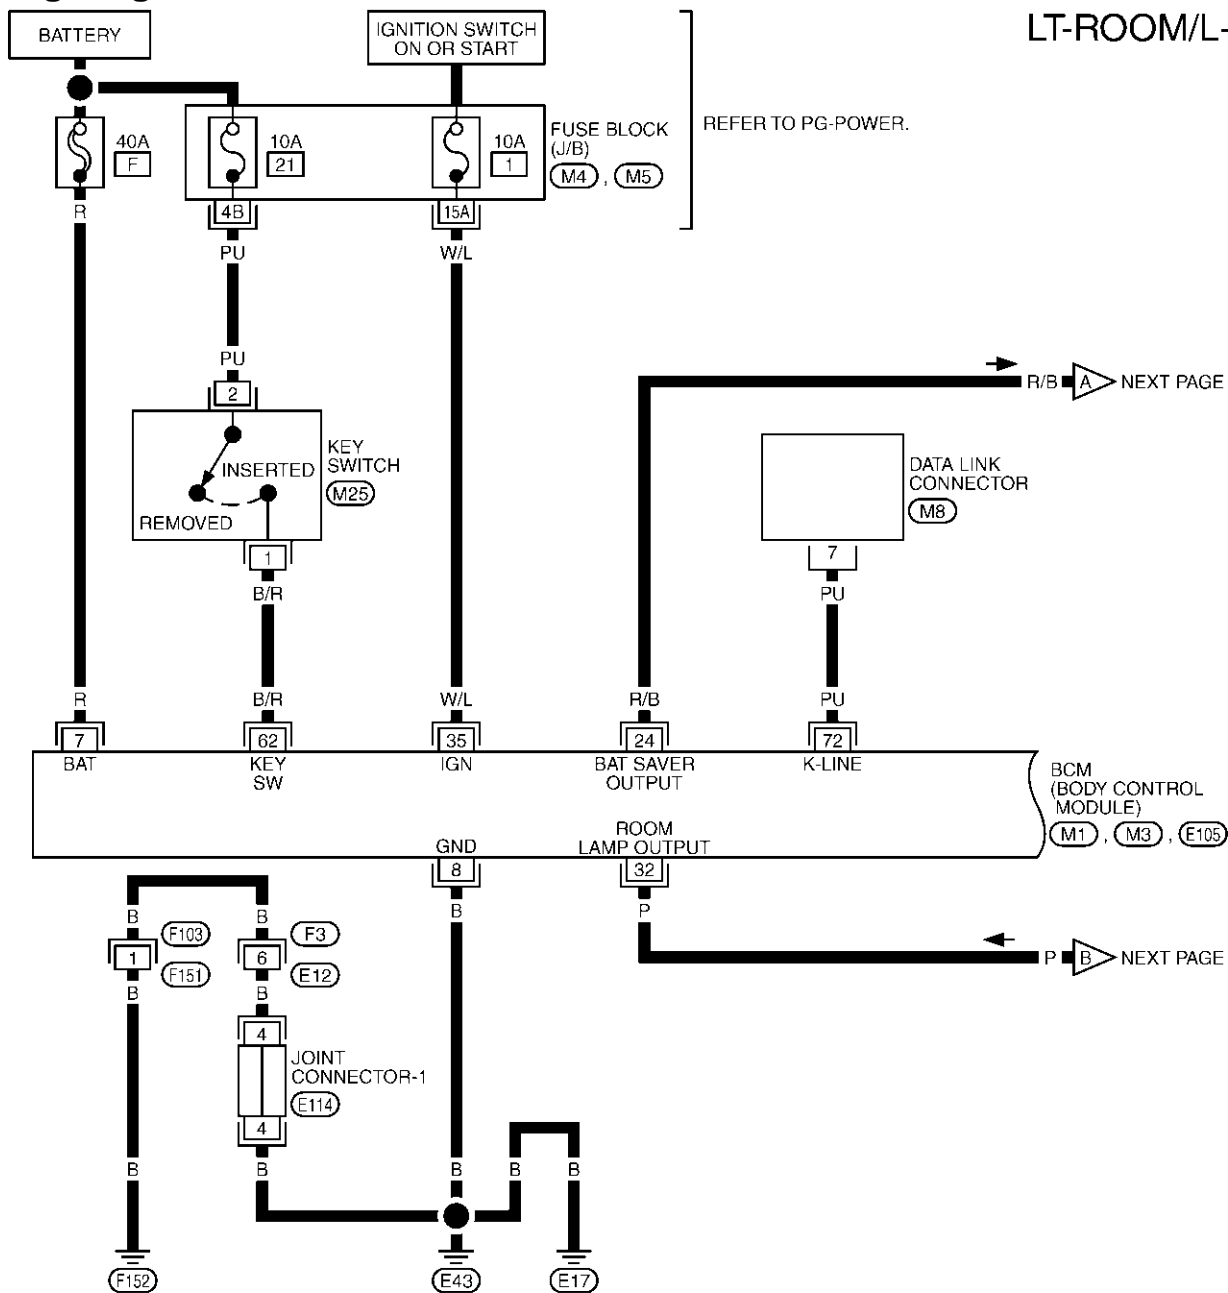 LT-ROOM/L-
BATTERY
IGNITION SWITCH
ON OR START
40A
F
10A
21
10A
1
FUSE BLOCK
(J/B)
M4 , M5
REFER TO PG-POWER.
R
4B
15A
PU
W/L
PU
2
R/B
A
NEXT PAGE
INSERTED
REMOVED
KEY
SWITCH
M25
DATA LINK
CONNECTOR
M8
1
7
B/R
PU
R
B/R
W/L
R/B
PU
7
62
35
24
72
BAT
KEY
SW
IGN
BAT SAVER
OUTPUT
K-LINE
BCM
(BODY CONTROL
MODULE)
M1 , M3 , E105
GND
ROOM
LAMP OUTPUT
8
32
B
P
B
B
F103
F3
1
6
F151
E12
B
B
P
B
NEXT PAGE
4
JOINT
CONNECTOR-1
E114
4
B
B
B
B
B
F152
E43
E17